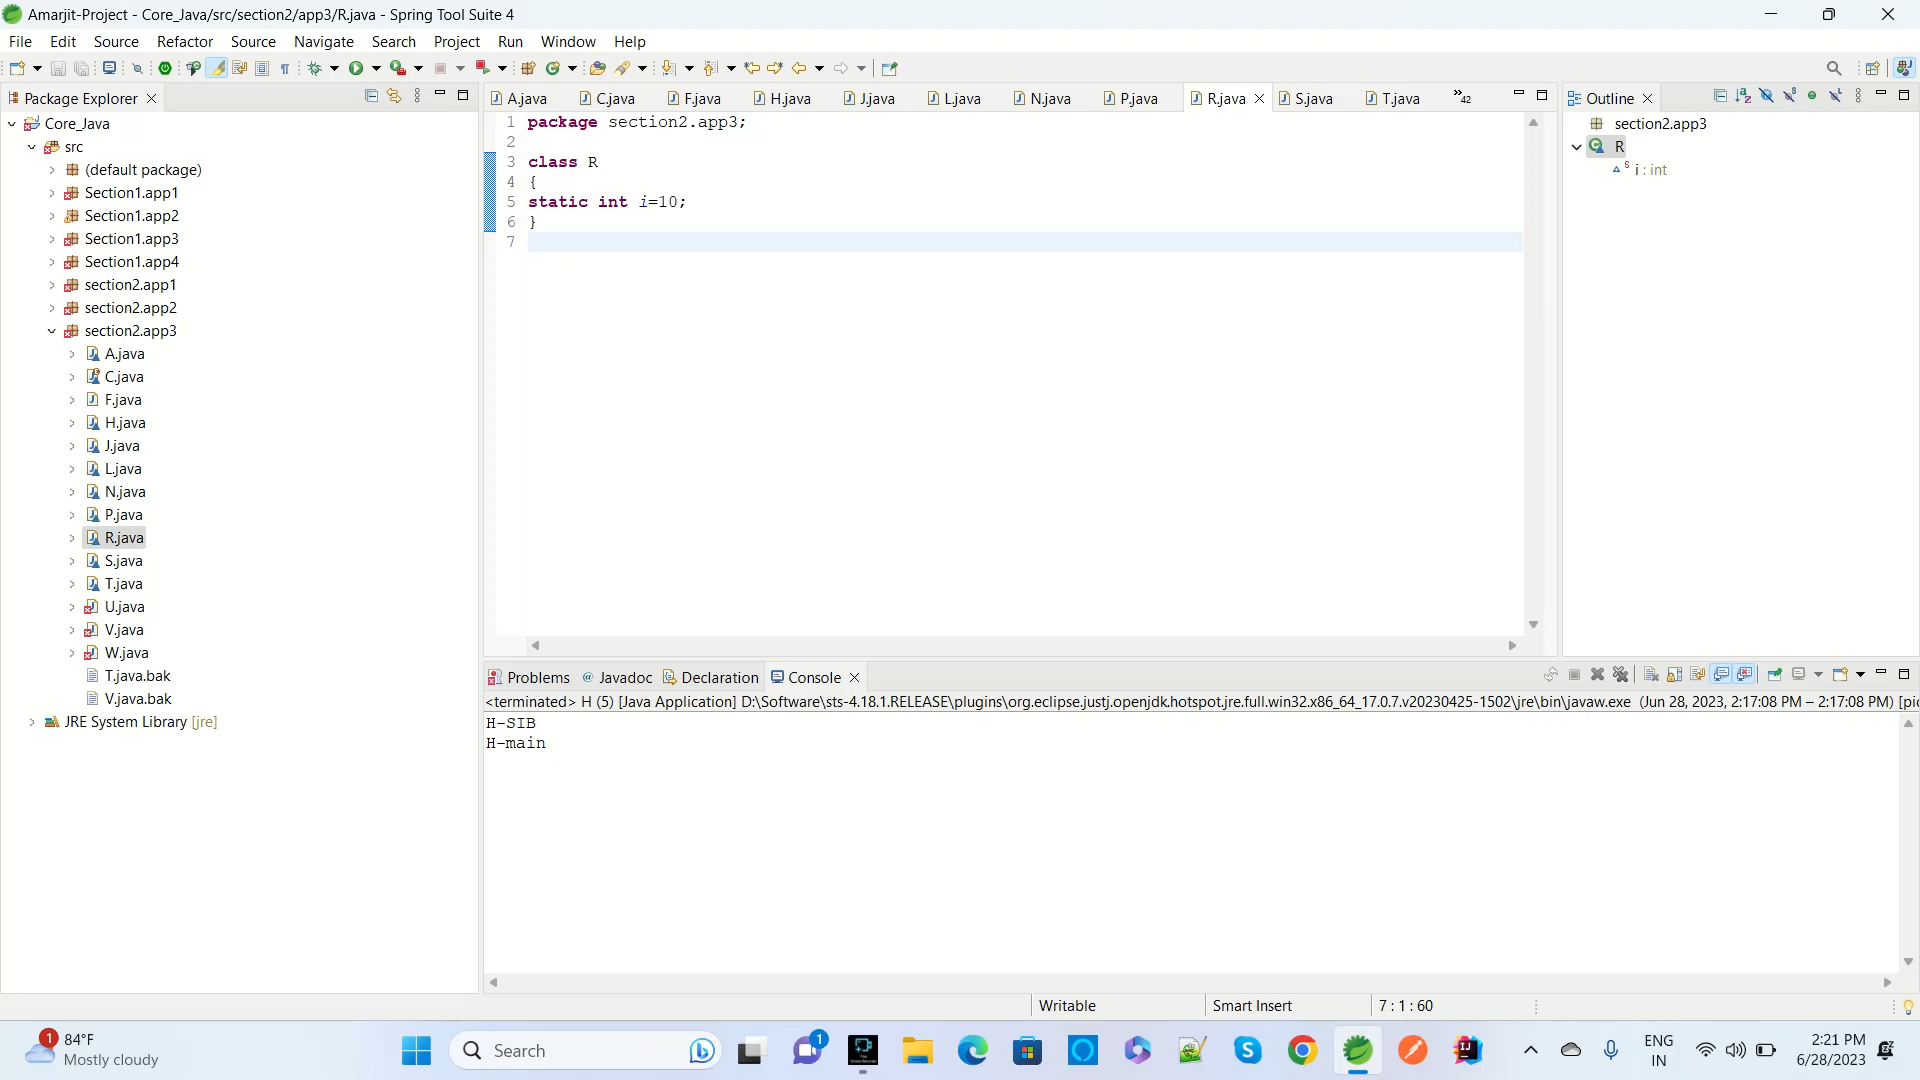 Amarjit-Project - Core_Java/src/section2/app3/R.java - Spring Tool Suite 4
File Edit Source Refactor Source Navigate Search Project Run Window Help
Package Explorer
Core_Java
src
(default package)
Section1.app1
Section1.app2
Section1.app3
Section1.app4
section2.app1
section2.app2
section2.app3
A.java
C.java
F.java
H.java
J.java
L.java
N.java
P.java
R.java
S.java
T.java
U.java
V.java
W.java
T.java.bak
V.java.bak
JRE System Library [jre]
A.java C.java F.java H.java J.java L.java N.java P.java R.java S.java T.java »42
1 package section2.app3;
2
3 class R
4 {
5 static int i=10;
6 }
7
Outline
section2.app3
R
S i : int
Problems @ Javadoc Declaration Console
<terminated> H (5) [Java Application] D:\Software\sts-4.18.1.RELEASE\plugins\org.eclipse.justj.openjdk.hotspot.jre.full.win32.x86_64_17.0.7.v20230425-1502\jre\bin\javaw.exe (Jun 28, 2023, 2:17:08 PM – 2:17:08 PM) [pid
H-SIB
H-main
Writable Smart Insert 7 : 1 : 60
1 84°F
Mostly cloudy
Search
1
ENG
IN
2:21 PM
6/28/2023